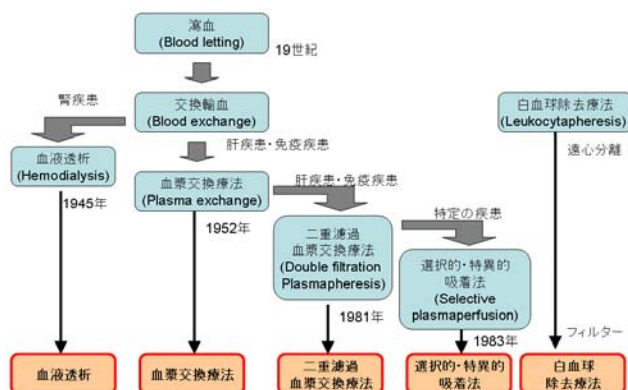 瀉血
(Blood letting)
19世紀
腎疾患
交換輸血
(Blood exchange)
白血球除去療法
(Leukocytapheresis)
肝疾患・免疫疾患
遠心分離
血液透析
(Hemodialysis)
血漿交換療法
(Plasma exchange)
肝疾患・免疫疾患
1945年
1952年
特定の疾患
二重濾過
血漿交換療法
(Double filtration
Plasmapheresis)
選択的・特異的
吸着法
(Selective
plasmaperfusion)
1981年
1983年
フィルター
血液透析
血漿交換療法
二重濾過
血漿交換療法
選択的・特異的
吸着法
白血球
除去療法